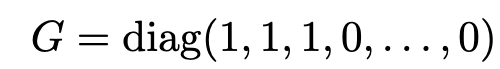 G = diag(1, 1, 1, 0, . . . , 0)